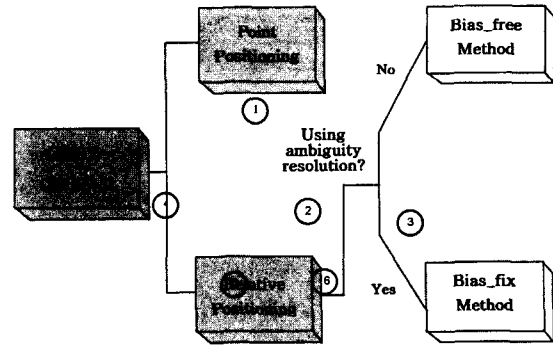 Point
Positioning
1
Using
ambiguity
resolution?
2
No
Bias_free
Method
3
6
Positioning
Yes
Bias_fix
Method